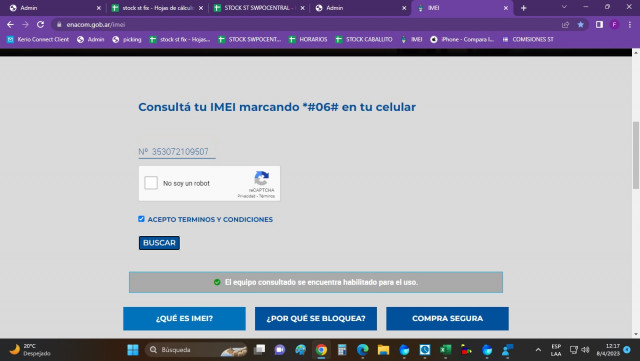 Admin
stock st fix - Hojas de cálculo
STOCK ST SWPOCENTRAL -
Admin
IMEI
enacom.gob.ar/imei
Kerio Connect Client
Admin
picking
stock st fix - Hojas...
STOCK SWPOCENT...
HORARIOS
STOCK CABALLITO
IMEI
iPhone - Compara l...
COMISIONES ST
Consultá tu IMEI marcando *#06# en tu celular
Nº 353072109507
No soy un robot
reCAPTCHA
Privacidad - Términos
ACEPTO TERMINOS Y CONDICIONES
BUSCAR
El equipo consultado se encuentra habilitado para el uso.
¿QUÉ ES IMEI?
¿POR QUÉ SE BLOQUEA?
COMPRA SEGURA
20°C
Despejado
Búsqueda
ESP
LAA
12:17
8/4/2023